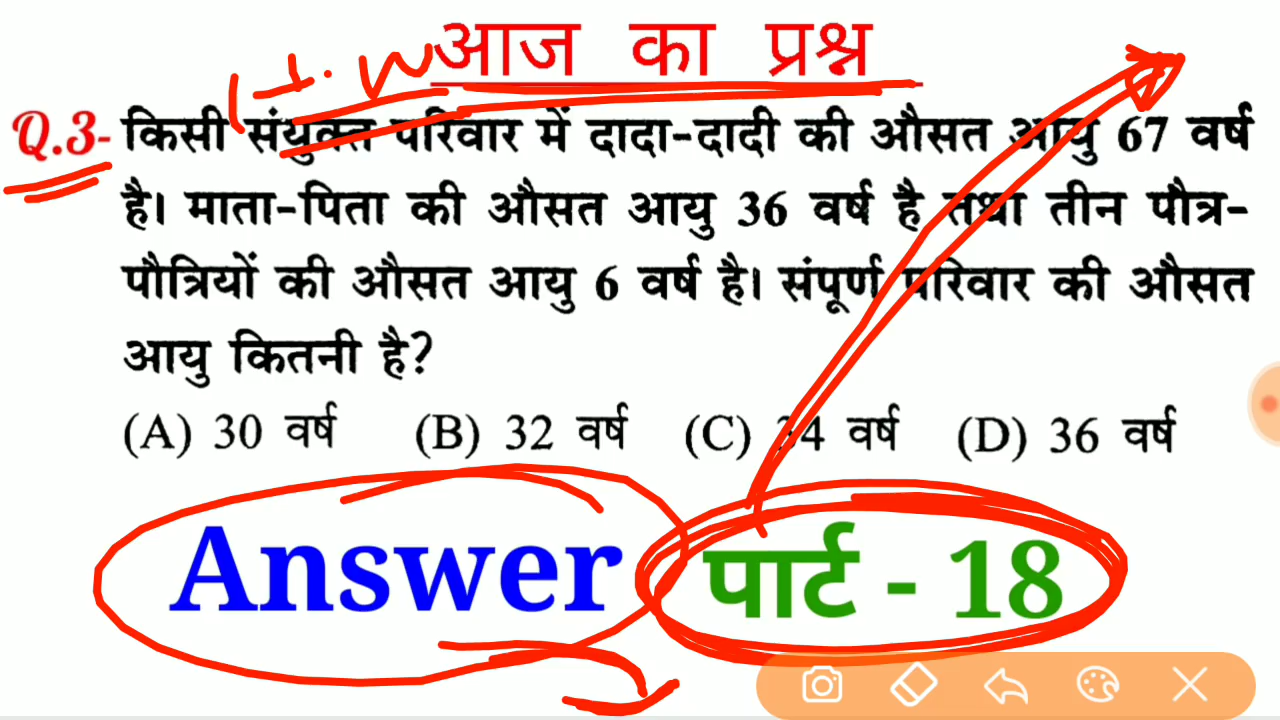 आज का प्रश्न
H.W
Q.3- किसी संयुक्त परिवार में दादा-दादी की औसत आयु 67 वर्ष
है। माता-पिता की औसत आयु 36 वर्ष है तथा तीन पौत्र-
पौत्रियों की औसत आयु 6 वर्ष है। संपूर्ण परिवार की औसत
आयु कितनी है?
(A) 30 वर्ष (B) 32 वर्ष (C) 34 वर्ष (D) 36 वर्ष
Answer पार्ट - 18